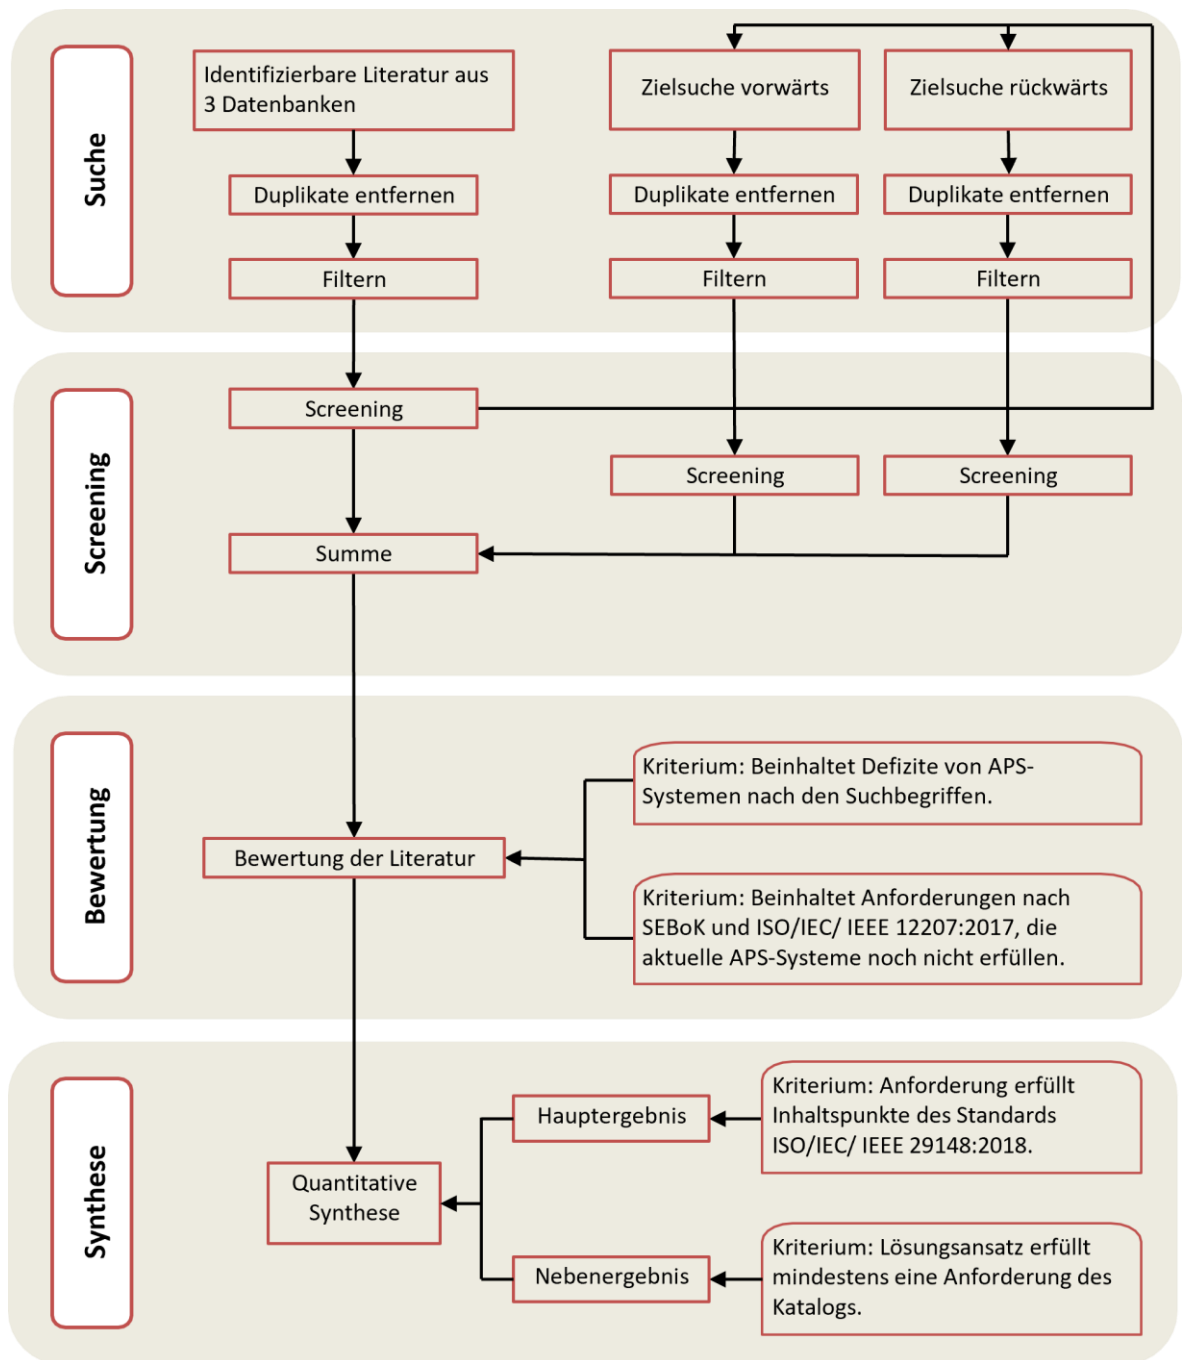 Suche
Identifizierbare Literatur aus
3 Datenbanken
Zielsuche vorwärts
Zielsuche rückwärts
Duplikate entfernen
Duplikate entfernen
Duplikate entfernen
Filtern
Filtern
Filtern
Screening
Screening
Screening
Screening
Summe
Bewertung
Kriterium: Beinhaltet Defizite von APS-
Systemen nach den Suchbegriffen.
Bewertung der Literatur
Kriterium: Beinhaltet Anforderungen nach
SEBoK und ISO/IEC/ IEEE 12207:2017, die
aktuelle APS-Systeme noch nicht erfüllen.
Synthese
Hauptergebnis
Kriterium: Anforderung erfüllt
Inhaltspunkte des Standards
ISO/IEC/ IEEE 29148:2018.
Quantitative
Synthese
Nebenergebnis
Kriterium: Lösungsansatz erfüllt
mindestens eine Anforderung des
Katalogs.